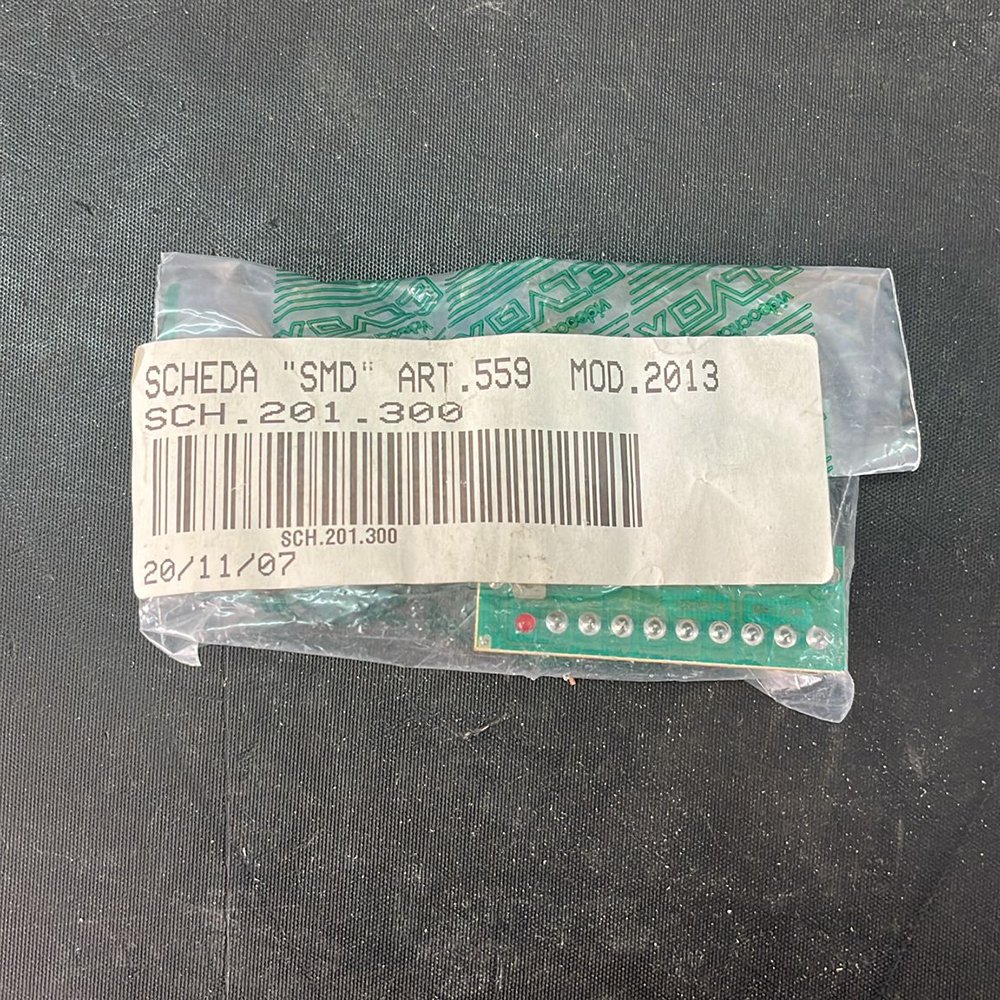 SCHEDA "SMD" ART.559 MOD.2013
SCH.201.300
SCH.201.300
20/11/07